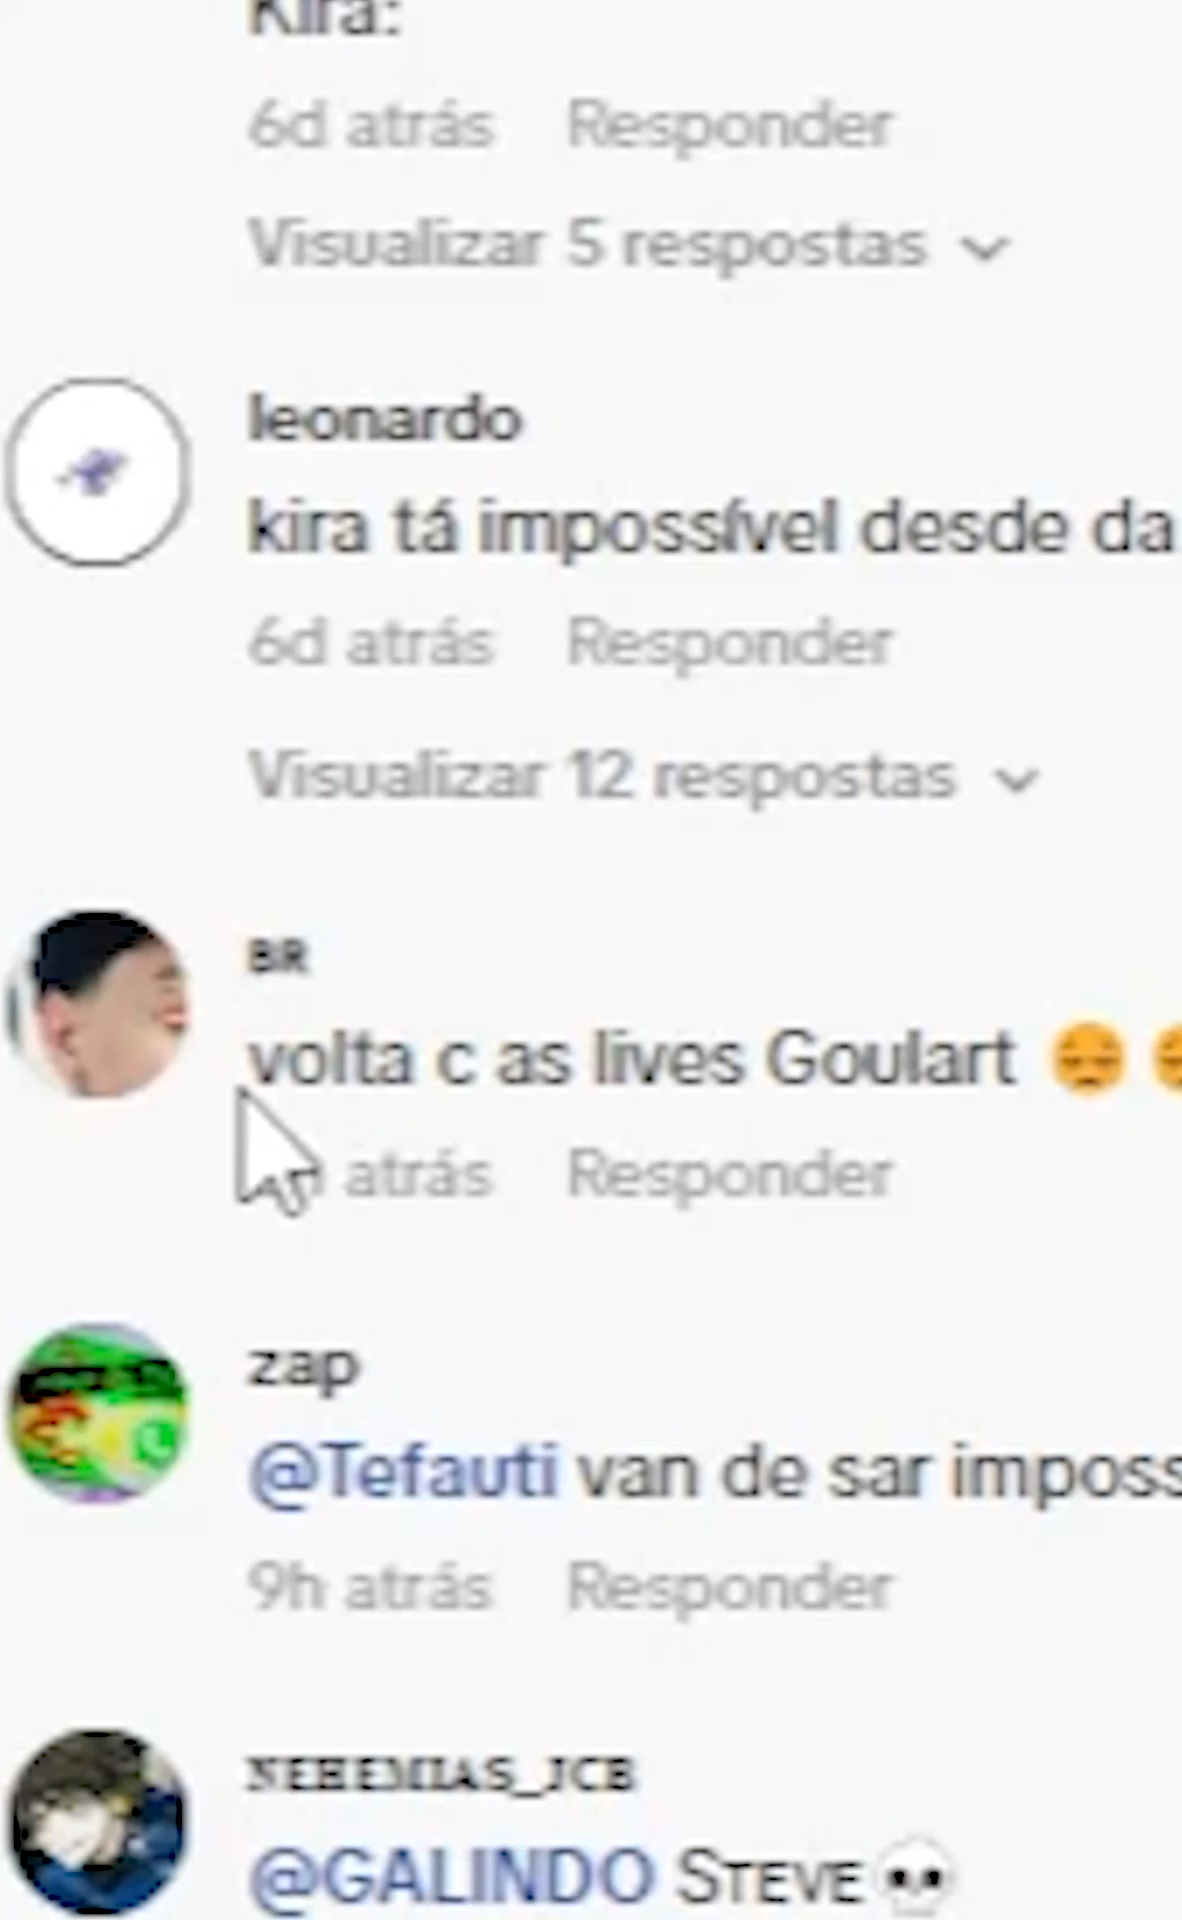 Kira:
6d atrás Responder
Visualizar 5 respostas
leonardo
kira tá impossível desde da
6d atrás Responder
Visualizar 12 respostas
BR
volta c as lives Goulart 😔
atrás Responder
zap
@Tefauti van de sar imposs
9h atrás Responder
NEHEMIAS_JCB
@GALINDO STEVE💀